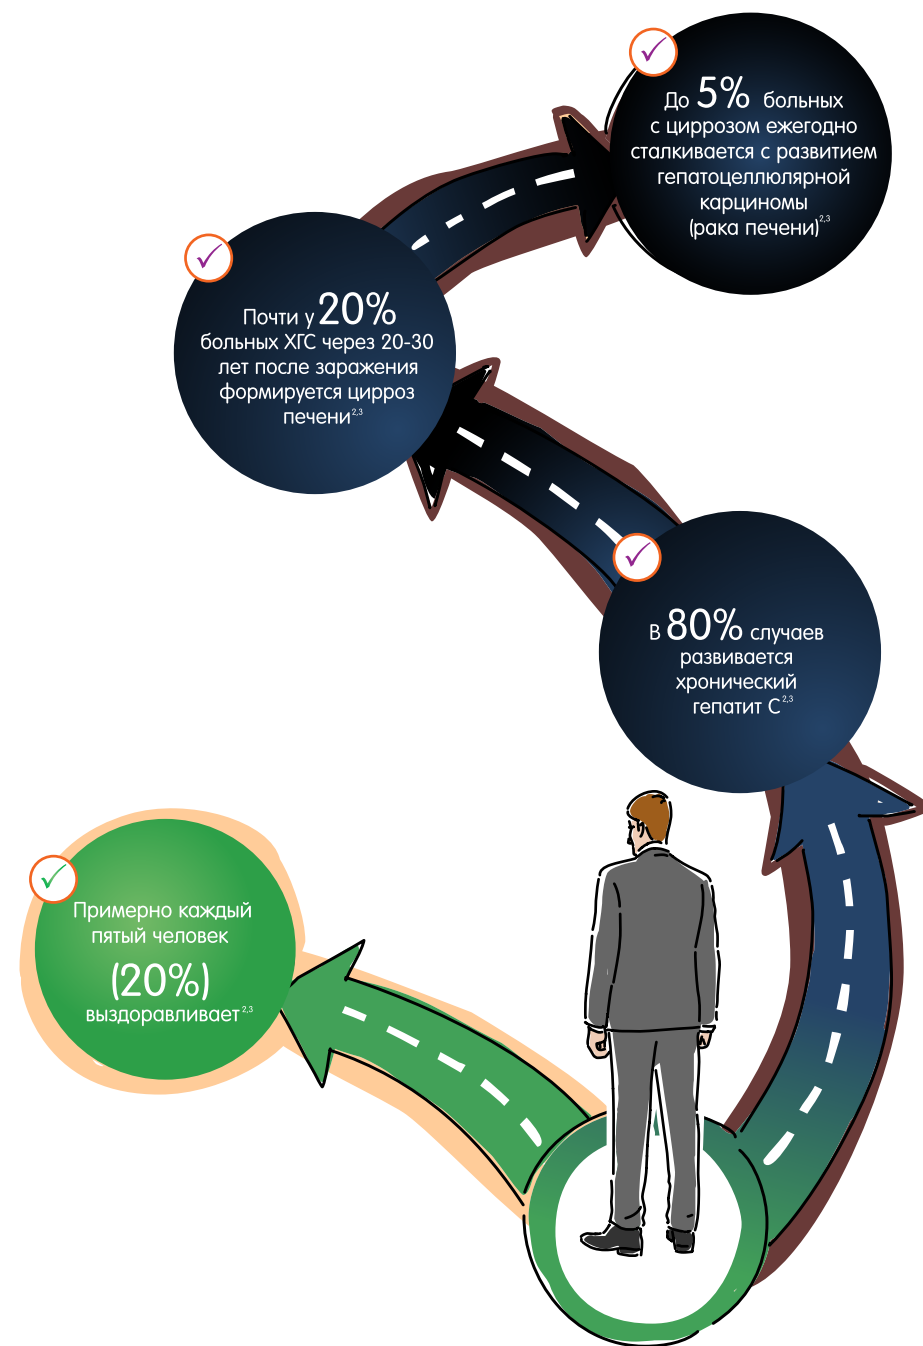 До 5% больных
с циррозом ежегодно
сталкивается с развитием
гепатоцеллюлярной
карциномы
(рака печени)2,3
Почти у 20%
больных ХГС через 20-30
лет после заражения
формируется цирроз
печени2,3
В 80% случаев
развивается
хронический
гепатит С2,3
Примерно каждый
пятый человек
(20%)
выздоравливает2,3